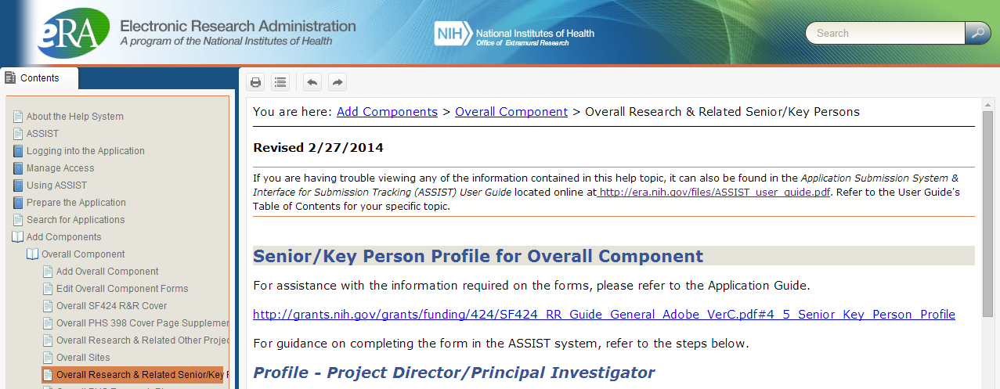 eRA
Electronic Research Administration
A program of the National Institutes of Health
NIH
National Institutes of Health
Office of Extramural Research
Search
Contents
About the Help System
ASSIST
Logging into the Application
Manage Access
Using ASSIST
Prepare the Application
Search for Applications
Add Components
Overall Component
Add Overall Component
Edit Overall Component Forms
Overall SF424 R&R Cover
Overall PHS 398 Cover Page Supplemen
Overall Research & Related Other Projec
Overall Sites
Overall Research & Related Senior/Key
You are here: Add Components > Overall Component > Overall Research & Related Senior/Key Persons
Revised 2/27/2014
If you are having trouble viewing any of the information contained in this help topic, it can also be found in the Application Submission System &
Interface for Submission Tracking (ASSIST) User Guide located online at http://era.nih.gov/files/ASSIST_user_guide.pdf. Refer to the User Guide's
Table of Contents for your specific topic.
Senior/Key Person Profile for Overall Component
For assistance with the information required on the forms, please refer to the Application Guide.
http://grants.nih.gov/grants/funding/424/SF424_RR_Guide_General_Adobe_VerC.pdf#4_5_Senior_Key_Person_Profile
For guidance on completing the form in the ASSIST system, refer to the steps below.
Profile - Project Director/Principal Investigator